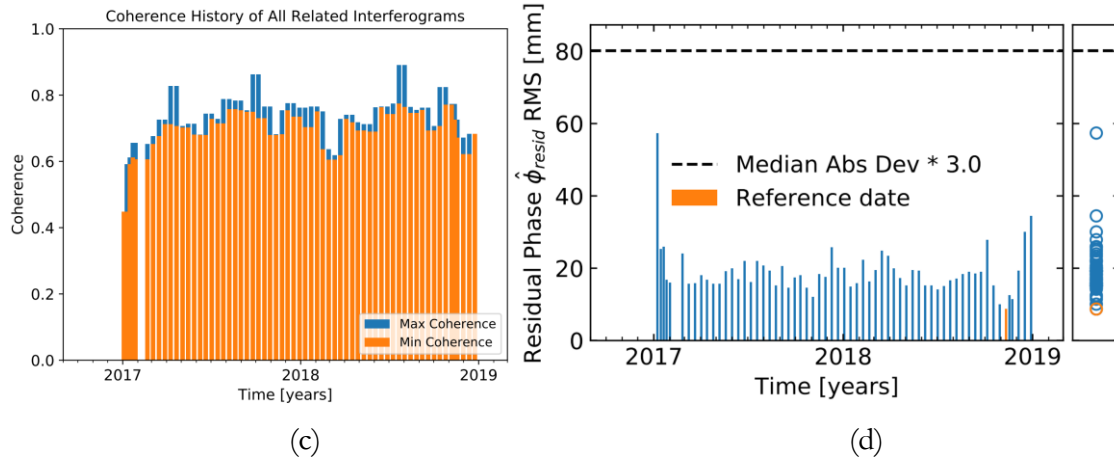 Coherence History of All Related Interferograms
1.0
0.8
0.6
0.4
0.2
0.0
Coherence
Max Coherence
Min Coherence
2017
2018
2019
Time [years]
(c)
Residual Phase ϕ̂resid RMS [mm]
80
60
40
20
0
Median Abs Dev * 3.0
Reference date
2017
2018
2019
Time [years]
(d)